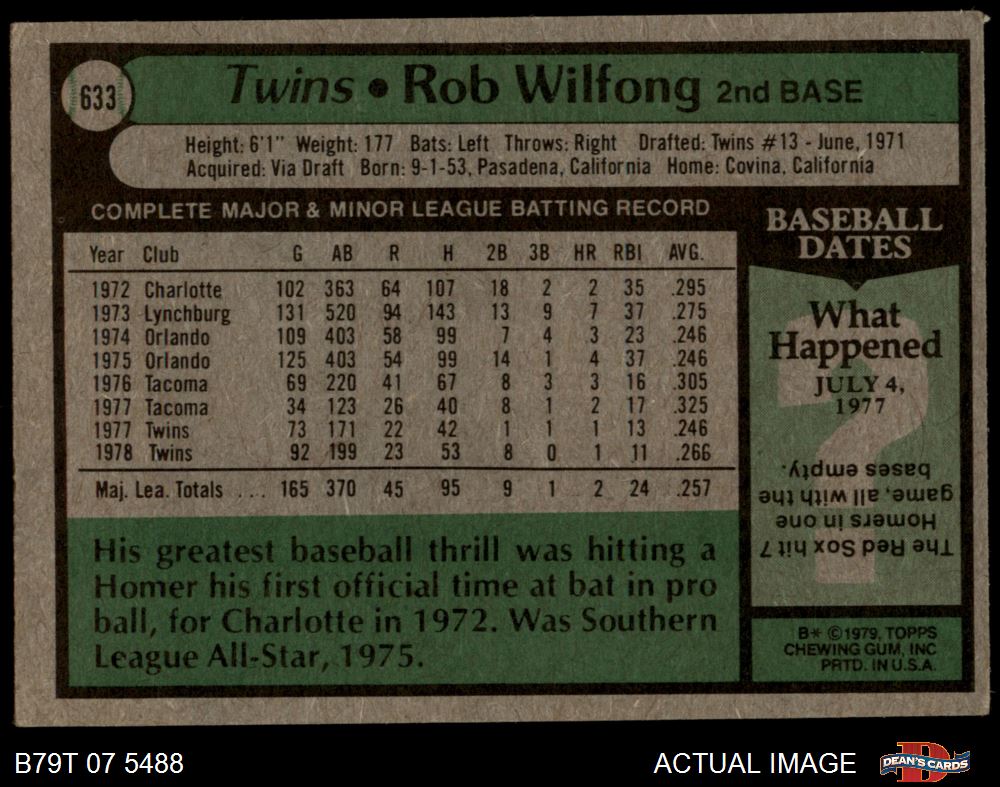 633
Twins • Rob Wilfong 2nd BASE
Height: 6'1" Weight: 177 Bats: Left Throws: Right Drafted: Twins #13 - June, 1971
Acquired: Via Draft Born: 9-1-53, Pasadena, California Home: Covina, California
COMPLETE MAJOR & MINOR LEAGUE BATTING RECORD
Year Club G AB R H 2B 3B HR RBI AVG.
1972 Charlotte 102 363 64 107 18 2 2 35 .295
1973 Lynchburg 131 520 94 143 13 9 7 37 .275
1974 Orlando 109 403 58 99 7 4 3 23 .246
1975 Orlando 125 403 54 99 14 1 4 37 .246
1976 Tacoma 69 220 41 67 8 3 3 16 .305
1977 Tacoma 34 123 26 40 8 1 2 17 .325
1977 Twins 73 171 22 42 1 1 1 13 .246
1978 Twins 92 199 23 53 8 0 1 11 .266
Maj. Lea. Totals .... 165 370 45 95 9 1 2 24 .257
His greatest baseball thrill was hitting a
Homer his first official time at bat in pro
ball, for Charlotte in 1972. Was Southern
League All-Star, 1975.
BASEBALL
DATES
What
Happened
JULY 4,
1977
?
The Red Sox hit 7
Homers in one
game, all with the
bases empty.
B* ©1979, TOPPS
CHEWING GUM, INC
PRTD. IN U.S.A.
B79T 07 5488
ACTUAL IMAGE
D
DEAN'S CARDS